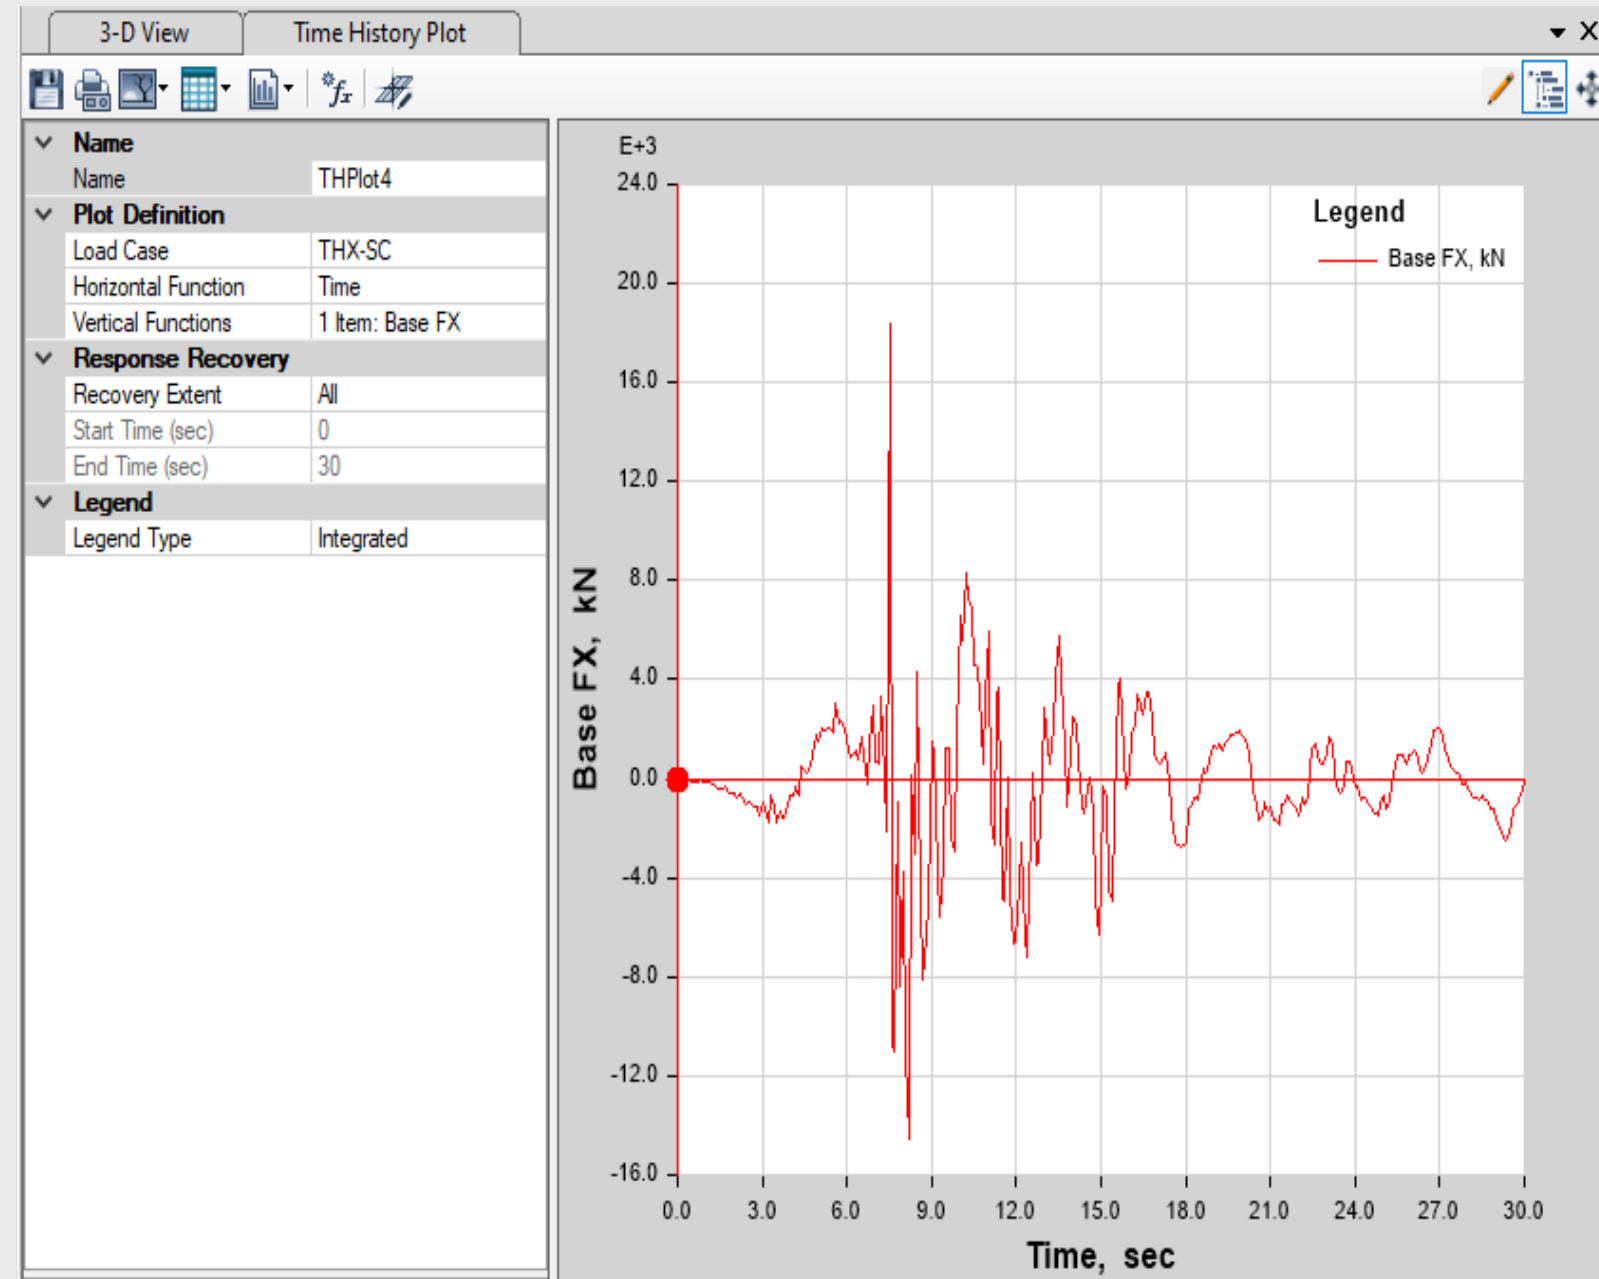 3-D View
Time History Plot
Name
Name THPlot4
Plot Definition
Load Case THX-SC
Horizontal Function Time
Vertical Functions 1 Item: Base FX
Response Recovery
Recovery Extent All
Start Time (sec) 0
End Time (sec) 30
Legend
Legend Type Integrated
E+3
24.0
20.0
16.0
12.0
8.0
4.0
0.0
-4.0
-8.0
-12.0
-16.0
Base FX, kN
Legend
Base FX, kN
0.0 3.0 6.0 9.0 12.0 15.0 18.0 21.0 24.0 27.0 30.0
Time, sec